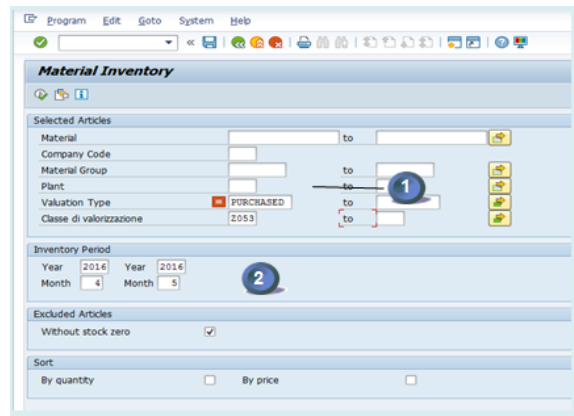 Program Edit Goto System Help
Material Inventory
Selected Articles
Material to
Company Code
Material Group to
Plant to 1
Valuation Type PURCHASED to
Classe di valorizzazione Z053 to
Inventory Period
Year 2016 Year 2016
Month 4 Month 5
2
Excluded Articles
Without stock zero
Sort
By quantity By price